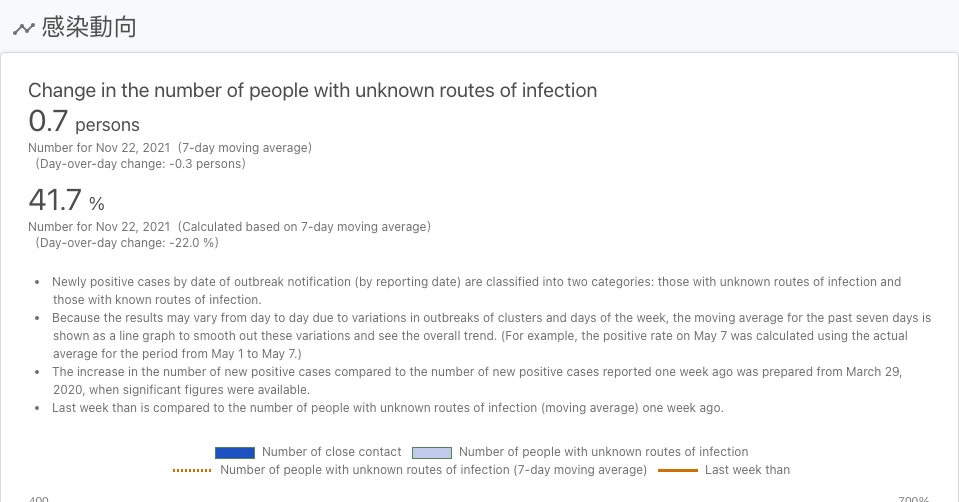 感染動向
Change in the number of people with unknown routes of infection
0.7 persons
Number for Nov 22, 2021 (7-day moving average)
(Day-over-day change: -0.3 persons)
41.7 %
Number for Nov 22, 2021 (Calculated based on 7-day moving average)
(Day-over-day change: -22.0 %)
• Newly positive cases by date of outbreak notification (by reporting date) are classified into two categories: those with unknown routes of infection and
those with known routes of infection.
• Because the results may vary from day to day due to variations in outbreaks of clusters and days of the week, the moving average for the past seven days is
shown as a line graph to smooth out these variations and see the overall trend. (For example, the positive rate on May 7 was calculated using the actual
average for the period from May 1 to May 7.)
• The increase in the number of new positive cases compared to the number of new positive cases reported one week ago was prepared from March 29,
2020, when significant figures were available.
• Last week than is compared to the number of people with unknown routes of infection (moving average) one week ago.
Number of close contact Number of people with unknown routes of infection
Number of people with unknown routes of infection (7-day moving average) Last week than
400 700%